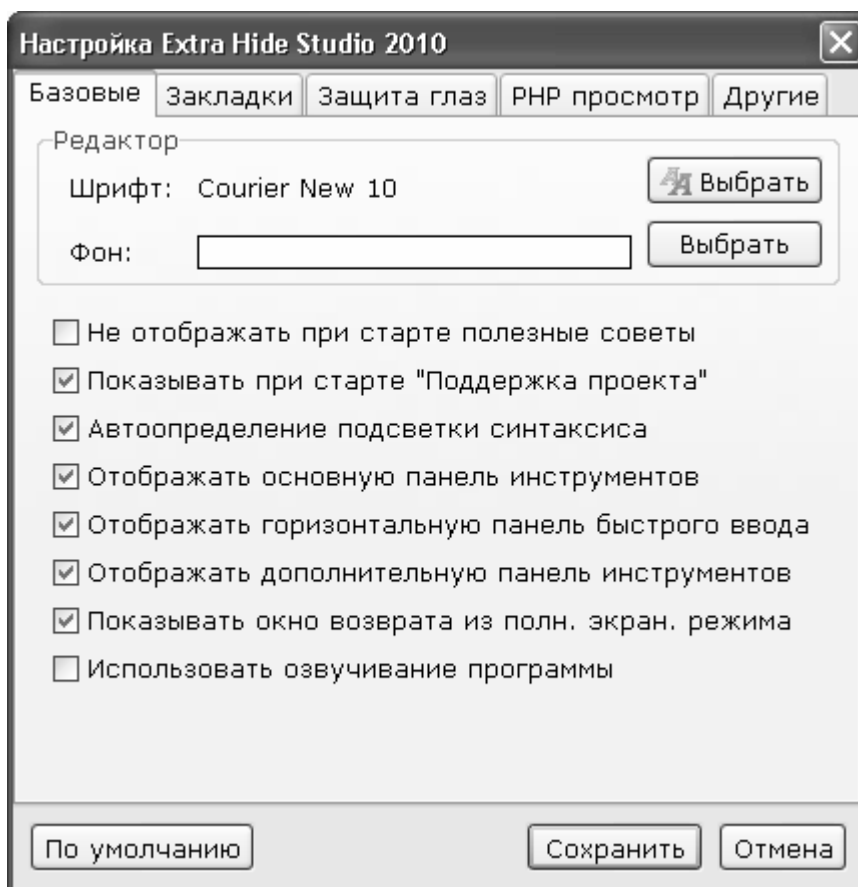 Настройка Extra Hide Studio 2010
Базовые Закладки Защита глаз PHP просмотр Другие
Редактор
Шрифт: Courier New 10 Выбрать
Фон: Выбрать
Не отображать при старте полезные советы
Показывать при старте "Поддержка проекта"
Автоопределение подсветки синтаксиса
Отображать основную панель инструментов
Отображать горизонтальную панель быстрого ввода
Отображать дополнительную панель инструментов
Показывать окно возврата из полн. экран. режима
Использовать озвучивание программы
По умолчанию Сохранить Отмена